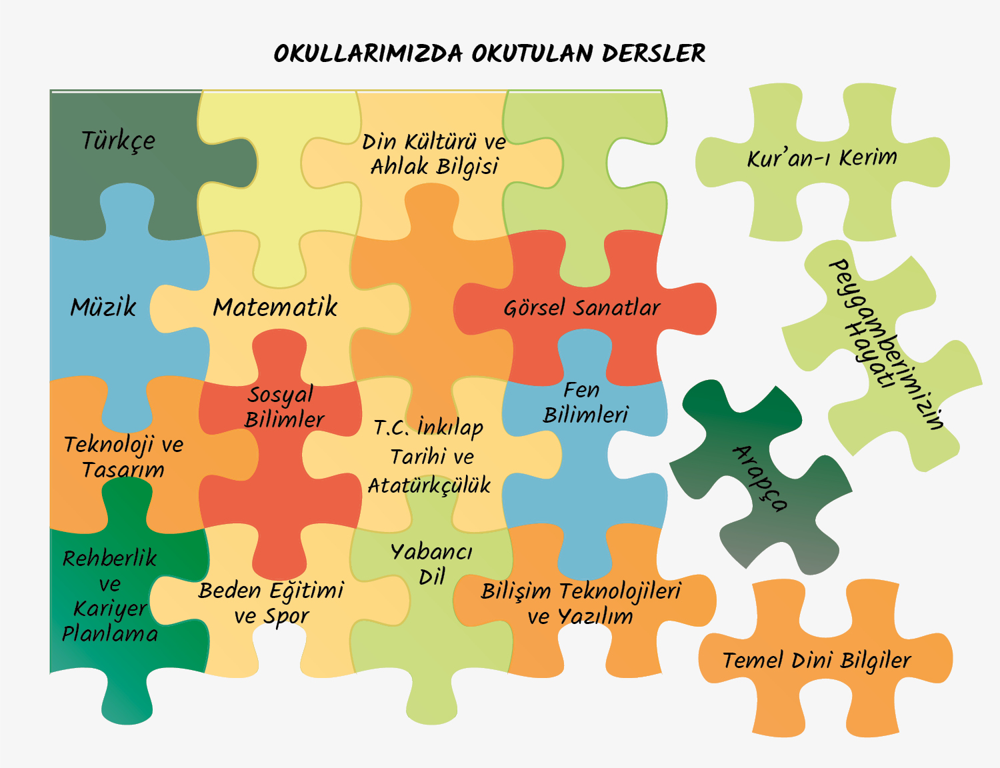 OKULLARIMIZDA OKUTULAN DERSLER
Türkçe
Din Kültürü ve
Ahlak Bilgisi
Kur'an-ı Kerim
Müzik
Matematik
Görsel Sanatlar
Peygamberimizin
Hayatı
Sosyal
Bilimler
Fen
Bilimleri
Teknoloji ve
Tasarım
T.C. İnkılap
Tarihi ve
Atatürkçülük
Arapça
Rehberlik
ve
Kariyer
Planlama
Beden Eğitimi
ve Spor
Yabancı
Dil
Bilişim Teknolojileri
ve Yazılım
Temel Dini Bilgiler